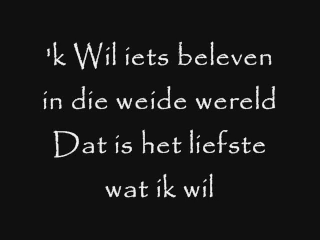 'k Wil iets beleven
in die weide wereld
Dat is het liefste
wat ik wil